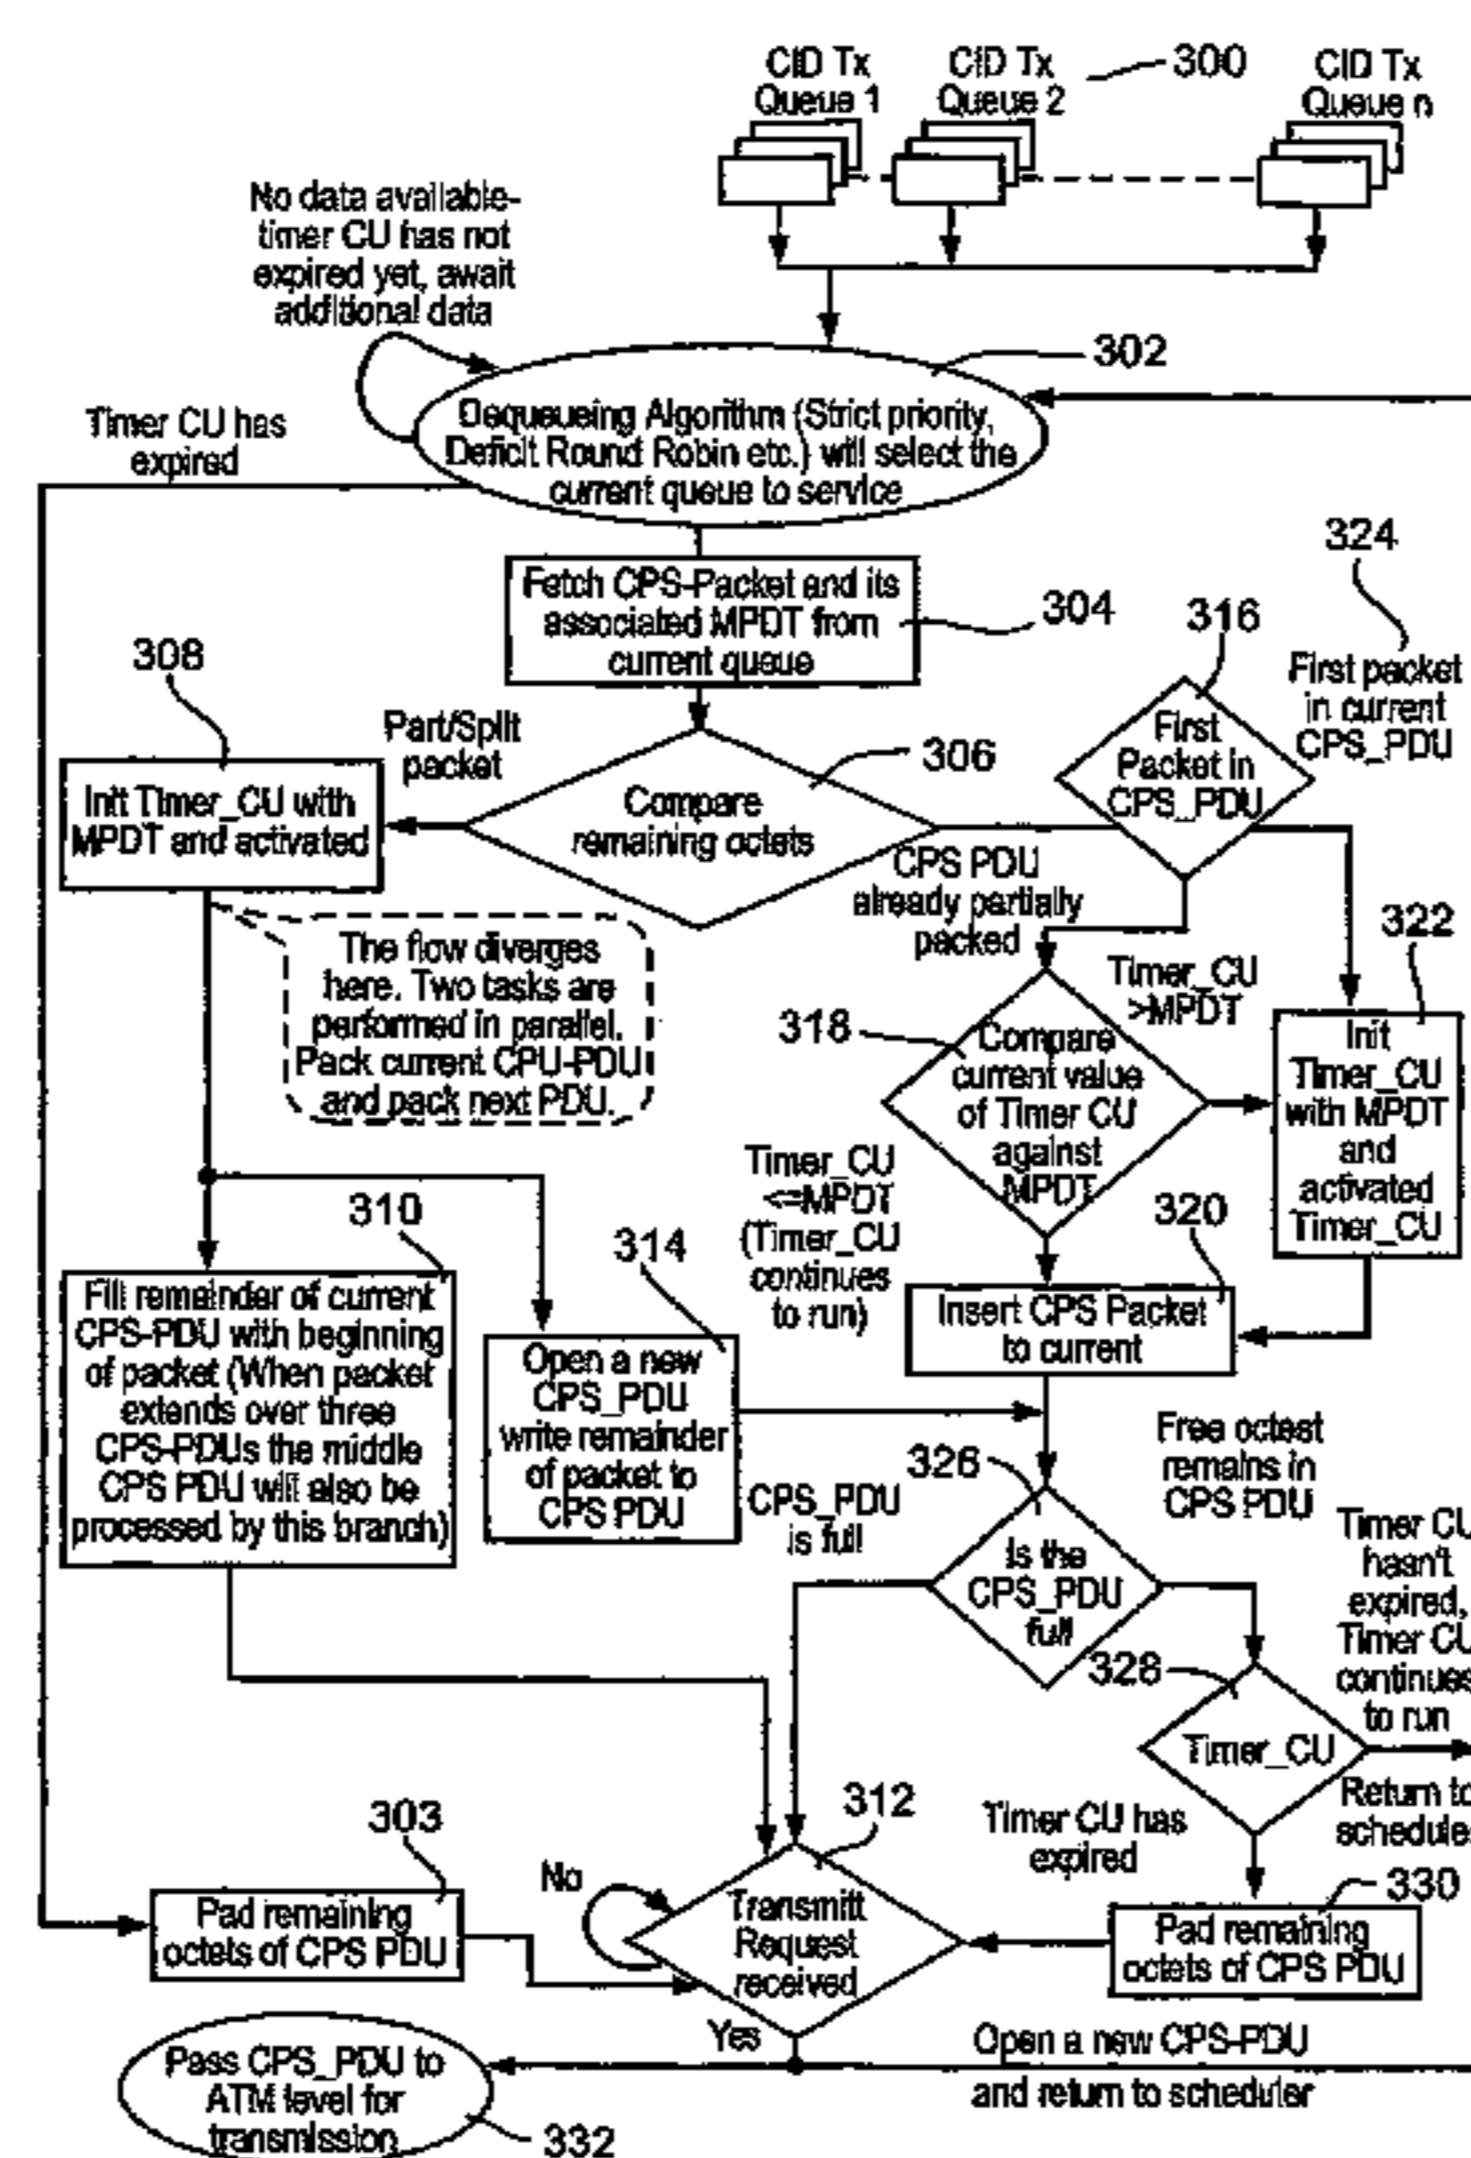 CID Tx
Queue 1
CID Tx
Queue 2
300
CID Tx
Queue n
No data available-
timer CU has not
expired yet, await
additional data
302
Timer CU has
expired
Dequeueing Algorithm (Strict priority,
Deficit Round Robin etc.) will select the
current queue to service
324
Fetch CPS-Packet and its
associated MPDT from
current queue
304
316
308
First packet
in current
CPS_PDU
Part/Split
packet
First
Packet in
CPS_PDU
306
Init Timer_CU with
MPDT and activated
Compare
remaining octets
CPS PDU
already partially
packed
322
The flow diverges
here. Two tasks are
performed in parallel.
Pack current CPU-PDU
and pack next PDU.
Timer_CU
>MPDT
318
Compare
current value
of Timer CU
against
MPDT
Init
Timer_CU
with MPDT
and
activated
Timer_CU
Timer_CU
<=MPDT
(Timer_CU
continues
to run)
310
314
320
Fill remainder of current
CPS-PDU with beginning
of packet (When packet
extends over three
CPS-PDUs the middle
CPS PDU will also be
processed by this branch)
Insert CPS Packet
to current
Open a new
CPS_PDU
write remainder
of packet to
CPS PDU
326
Free octest
remains in
CPS PDU
CPS_PDU
is full
Is the
CPS_PDU
full
Timer CU
hasn't
expired,
Timer CU
continues
to run
328
Timer_CU
Return to
schedule
303
312
Timer CU has
expired
330
No
Pad remaining
octets of CPS PDU
Transmitt
Request
received
Pad remaining
octets of CPS PDU
Yes
Open a new CPS-PDU
and return to scheduler
Pass CPS_PDU to
ATM level for
transmission
332